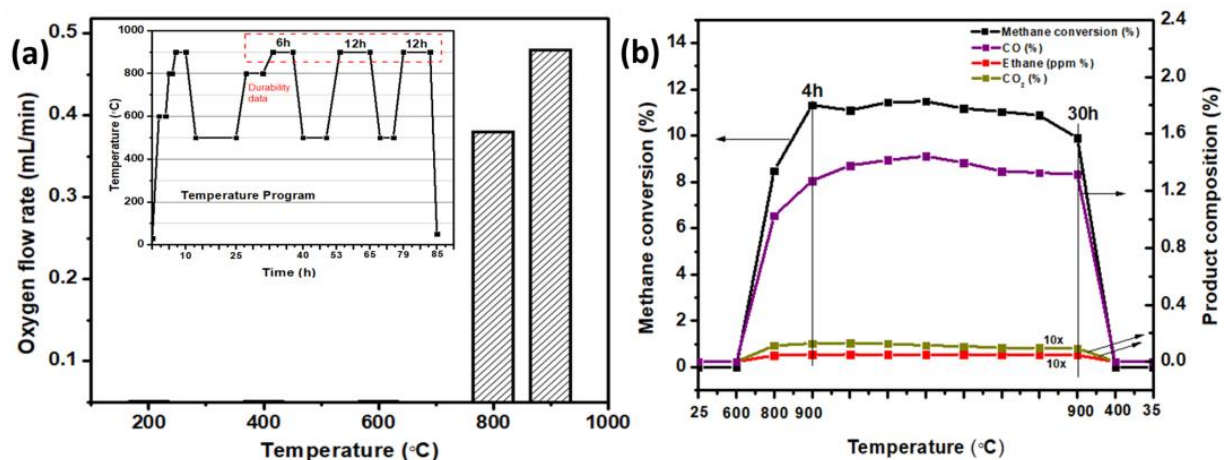 (a)
Oxygen flow rate (mL/min)
0.5
0.4
0.3
0.2
0.1
200
400
600
800
1000
Temperature (◦C)
Temperature (°C)
1000
800
600
400
200
0
6h
12h
12h
Durability
data
Temperature Program
10
25
39
53
65
79
85
Time (h)
(b)
Methane conversion (%)
14
12
10
8
6
4
2
0
Methane conversion (%)
CO (%)
Ethane (ppm %)
CO₂ (%)
4h
30h
10x
10x
2.4
2.0
1.6
1.2
0.8
0.4
0.0
Product composition (%)
25
600
800
900
900
400
35
Temperature (◦C)